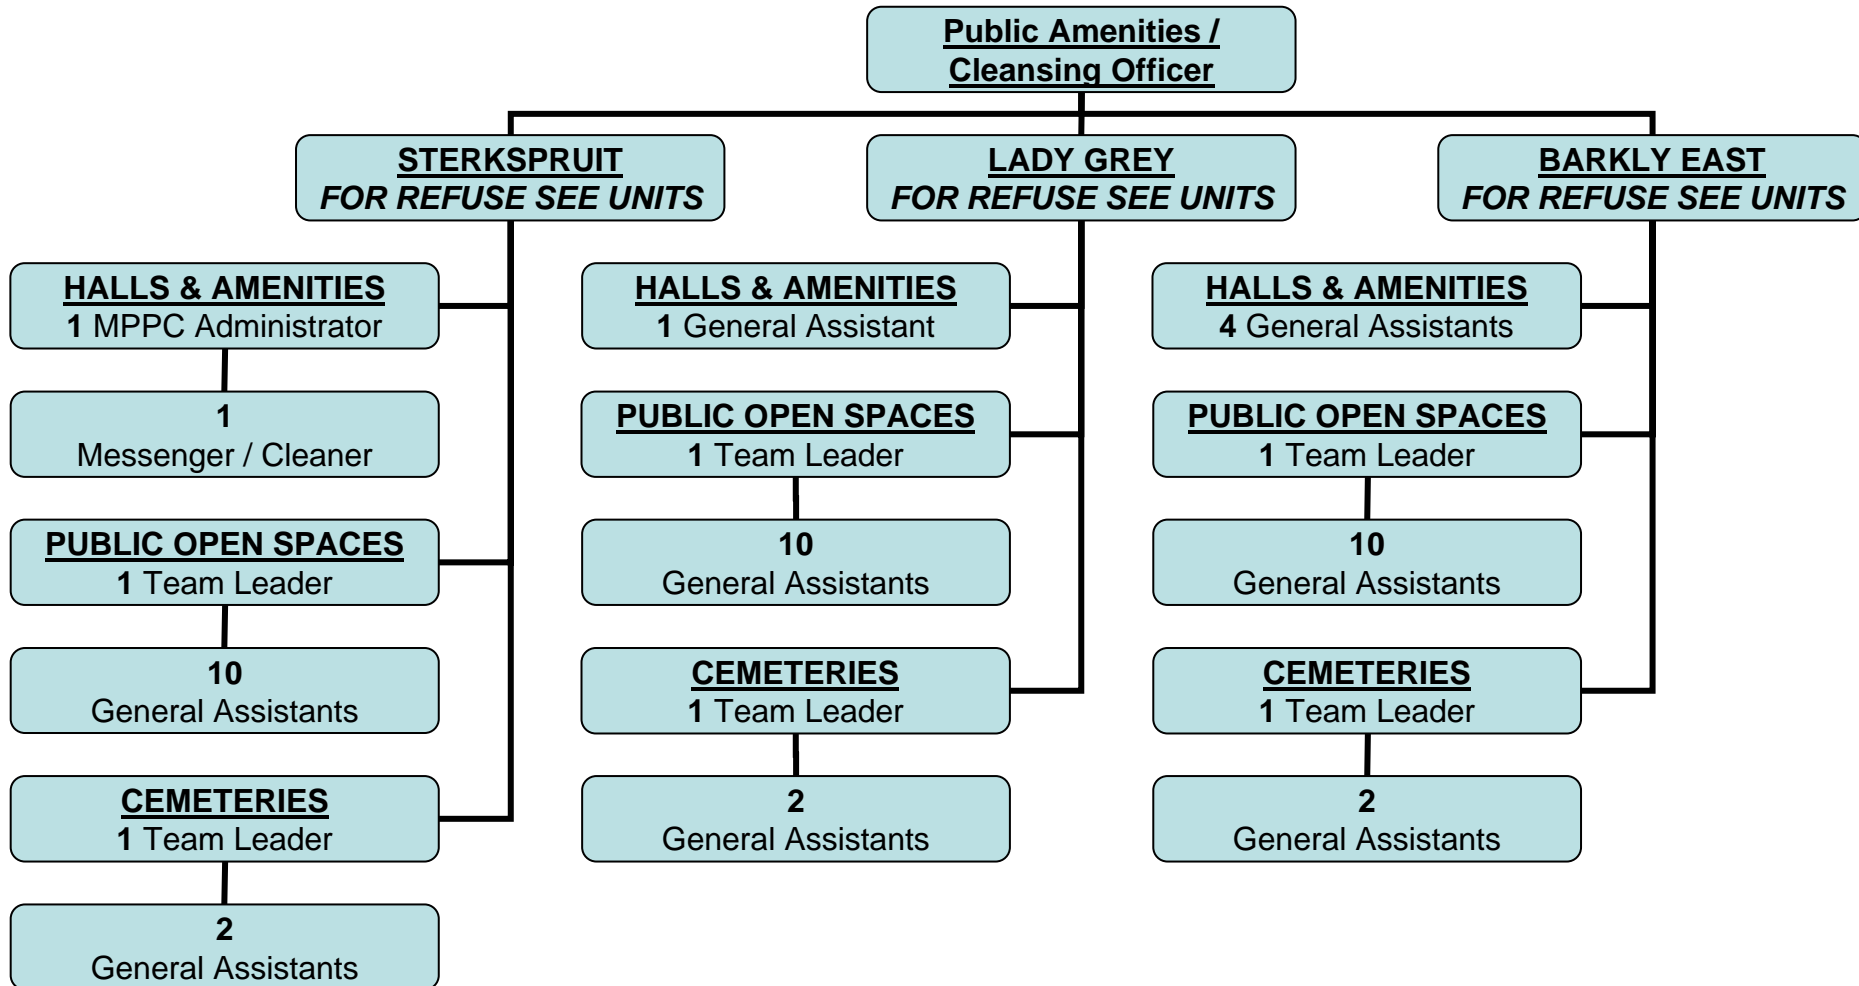 Public Amenities /
Cleansing Officer
STERKSPRUIT
FOR REFUSE SEE UNITS
HALLS & AMENITIES
1 MPPC Administrator
1
Messenger / Cleaner
PUBLIC OPEN SPACES
1 Team Leader
10
General Assistants
CEMETERIES
1 Team Leader
2
General Assistants
LADY GREY
FOR REFUSE SEE UNITS
HALLS & AMENITIES
1 General Assistant
PUBLIC OPEN SPACES
1 Team Leader
10
General Assistants
CEMETERIES
1 Team Leader
2
General Assistants
BARKLY EAST
FOR REFUSE SEE UNITS
HALLS & AMENITIES
4 General Assistants
PUBLIC OPEN SPACES
1 Team Leader
10
General Assistants
CEMETERIES
1 Team Leader
2
General Assistants